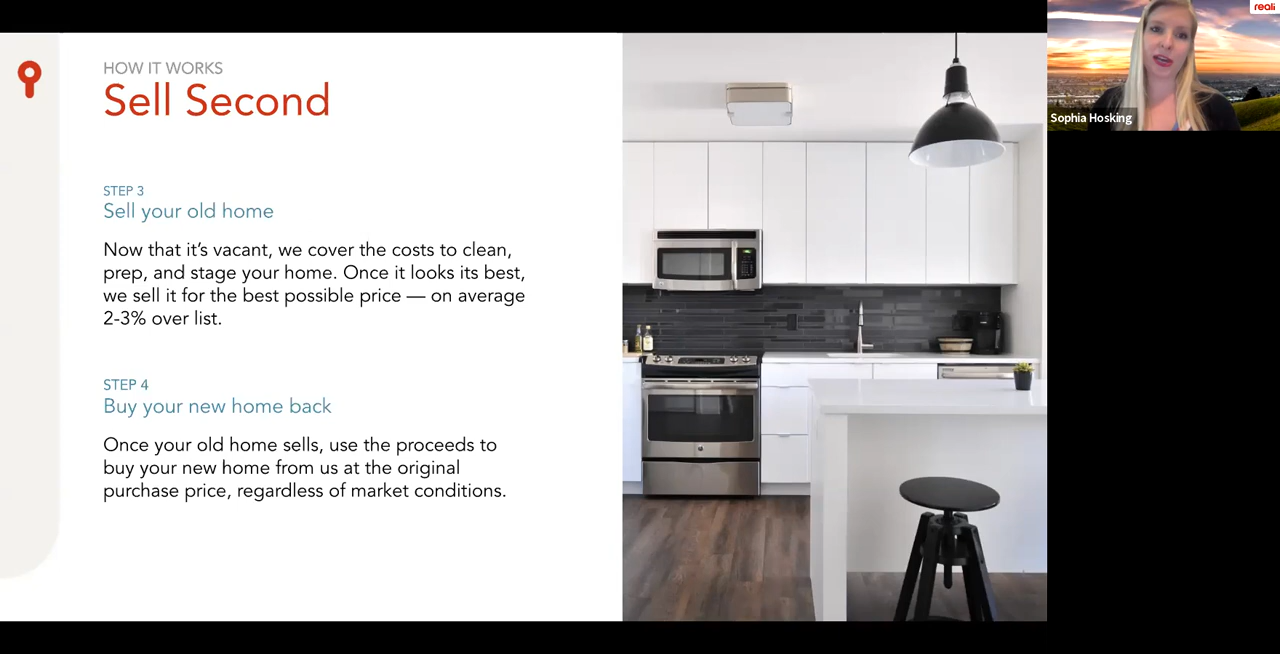 HOW IT WORKS
Sell Second
STEP 3
Sell your old home
Now that it’s vacant, we cover the costs to clean,
prep, and stage your home. Once it looks its best,
we sell it for the best possible price — on average
2-3% over list.
STEP 4
Buy your new home back
Once your old home sells, use the proceeds to
buy your new home from us at the original
purchase price, regardless of market conditions.
reali
Sophia Hosking